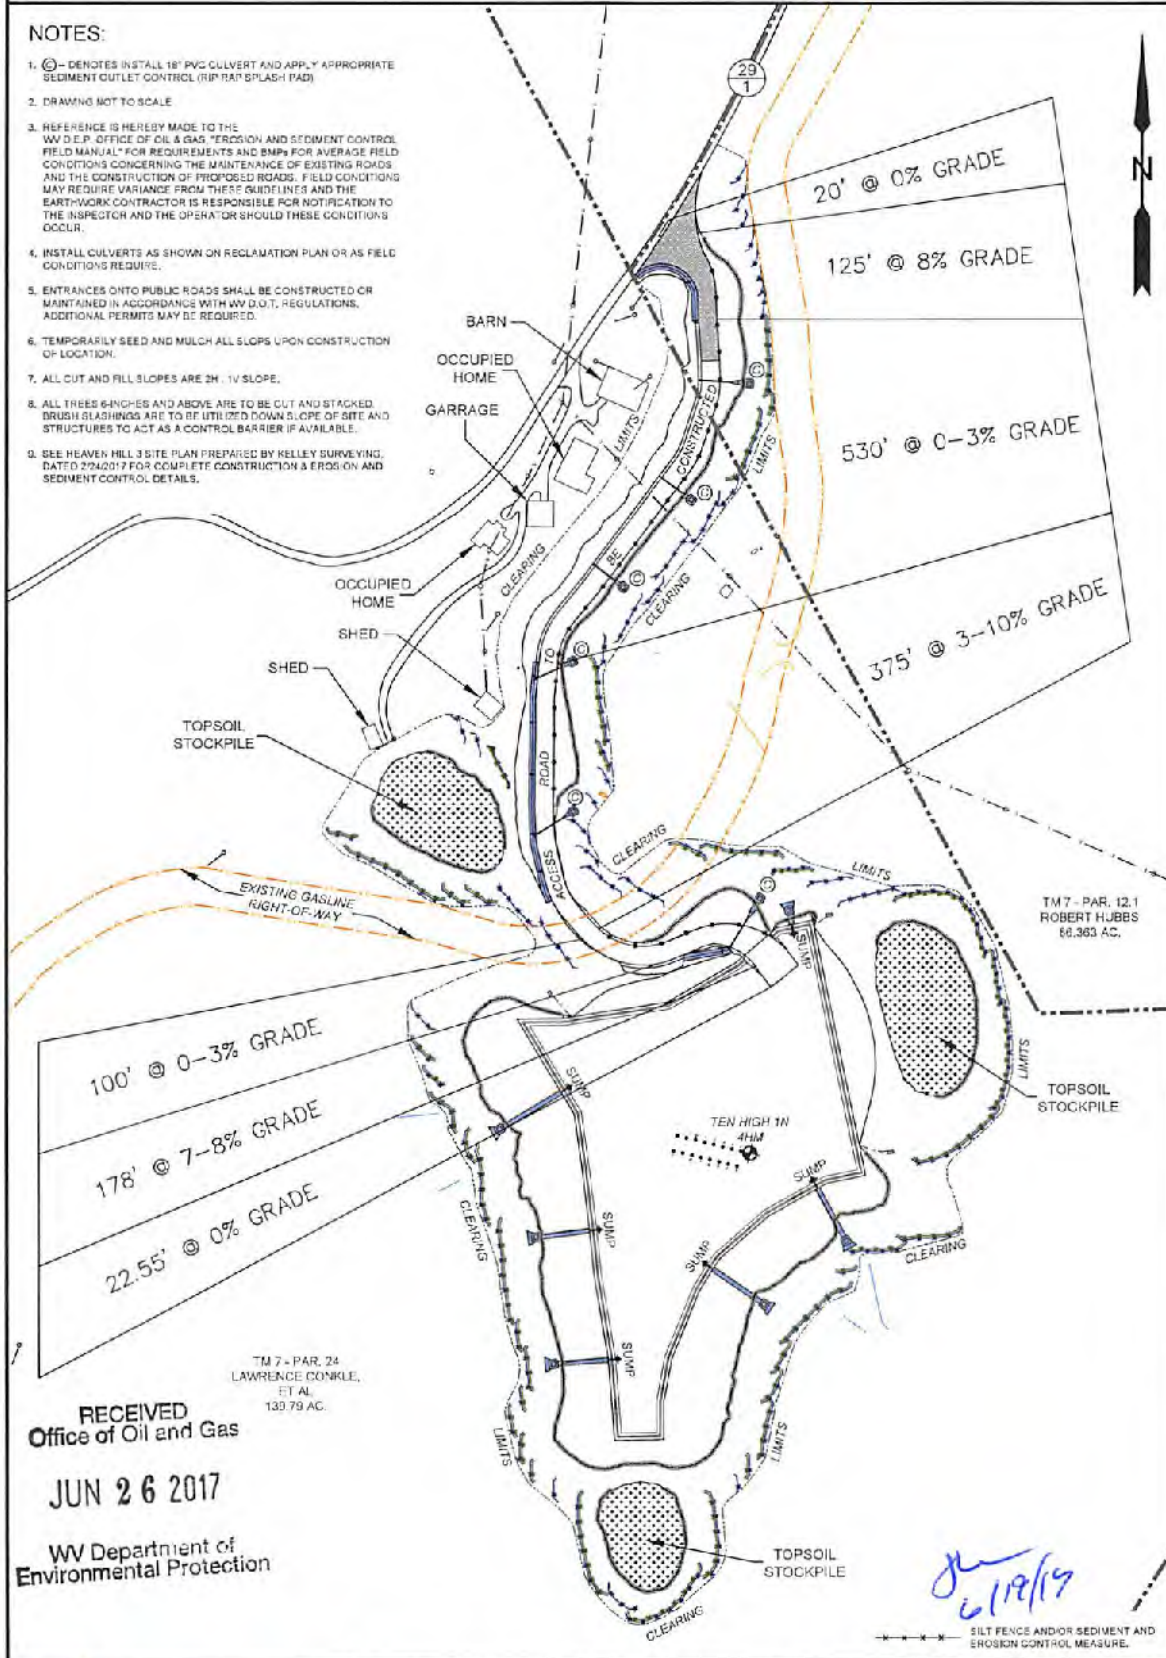 NOTES:
1. Ⓒ - DENOTES INSTALL 18" PVC CULVERT AND APPLY APPROPRIATE
SEDIMENT OUTLET CONTROL (RIP RAP SPLASH PAD)
2. DRAWING NOT TO SCALE
3. REFERENCE IS HEREBY MADE TO THE
WV D.E.P. OFFICE OF OIL & GAS, "EROSION AND SEDIMENT CONTROL
FIELD MANUAL" FOR REQUIREMENTS AND BMPs FOR AVERAGE FIELD
CONDITIONS CONCERNING THE MAINTENANCE OF EXISTING ROADS
AND THE CONSTRUCTION OF PROPOSED ROADS. FIELD CONDITIONS
MAY REQUIRE VARIANCE FROM THESE GUIDELINES AND THE
EARTHWORK CONTRACTOR IS RESPONSIBLE FOR NOTIFICATION TO
THE INSPECTOR AND THE OPERATOR SHOULD THESE CONDITIONS
OCCUR.
4. INSTALL CULVERTS AS SHOWN ON RECLAMATION PLAN OR AS FIELD
CONDITIONS REQUIRE.
5. ENTRANCES ONTO PUBLIC ROADS SHALL BE CONSTRUCTED OR
MAINTAINED IN ACCORDANCE WITH WV D.O.T. REGULATIONS.
ADDITIONAL PERMITS MAY BE REQUIRED.
6. TEMPORARILY SEED AND MULCH ALL SLOPS UPON CONSTRUCTION
OF LOCATION.
7. ALL CUT AND FILL SLOPES ARE 2H : 1V SLOPE.
8. ALL TREES 6-INCHES AND ABOVE ARE TO BE CUT AND STACKED.
BRUSH SLASHINGS ARE TO BE UTILIZED DOWN SLOPE OF SITE AND
STRUCTURES TO ACT AS A CONTROL BARRIER IF AVAILABLE.
9. SEE HEAVEN HILL 3 SITE PLAN PREPARED BY KELLEY SURVEYING,
DATED 2/24/2017 FOR COMPLETE CONSTRUCTION & EROSION AND
SEDIMENT CONTROL DETAILS.
29
1
N
20' @ 0% GRADE
125' @ 8% GRADE
530' @ 0-3% GRADE
375' @ 3-10% GRADE
BARN
OCCUPIED
HOME
GARRAGE
OCCUPIED
HOME
SHED
SHED
TOPSOIL
STOCKPILE
CLEARING
LIMITS
ACCESS
ROAD
TO
BE
CONSTRUCTED
LIMITS
CLEARING
Ⓒ
Ⓒ
Ⓒ
Ⓒ
Ⓒ
Ⓒ
CLEARING
LIMITS
EXISTING GASLINE
RIGHT-OF-WAY
TM 7 - PAR. 12.1
ROBERT HUBBS
86.363 AC.
SUMP
LIMITS
TOPSOIL
STOCKPILE
100' @ 0-3% GRADE
178' @ 7-8% GRADE
22.55' @ 0% GRADE
SUMP
TEN HIGH 1N
4HM
SUMP
SUMP
SUMP
SUMP
CLEARING
CLEARING
LIMITS
LIMITS
TM 7 - PAR. 24
LAWRENCE CONKLE,
ET AL
139.79 AC.
RECEIVED
Office of Oil and Gas
JUN 26 2017
WV Department of
Environmental Protection
TOPSOIL
STOCKPILE
CLEARING
6/19/17
SILT FENCE AND/OR SEDIMENT AND
EROSION CONTROL MEASURE.